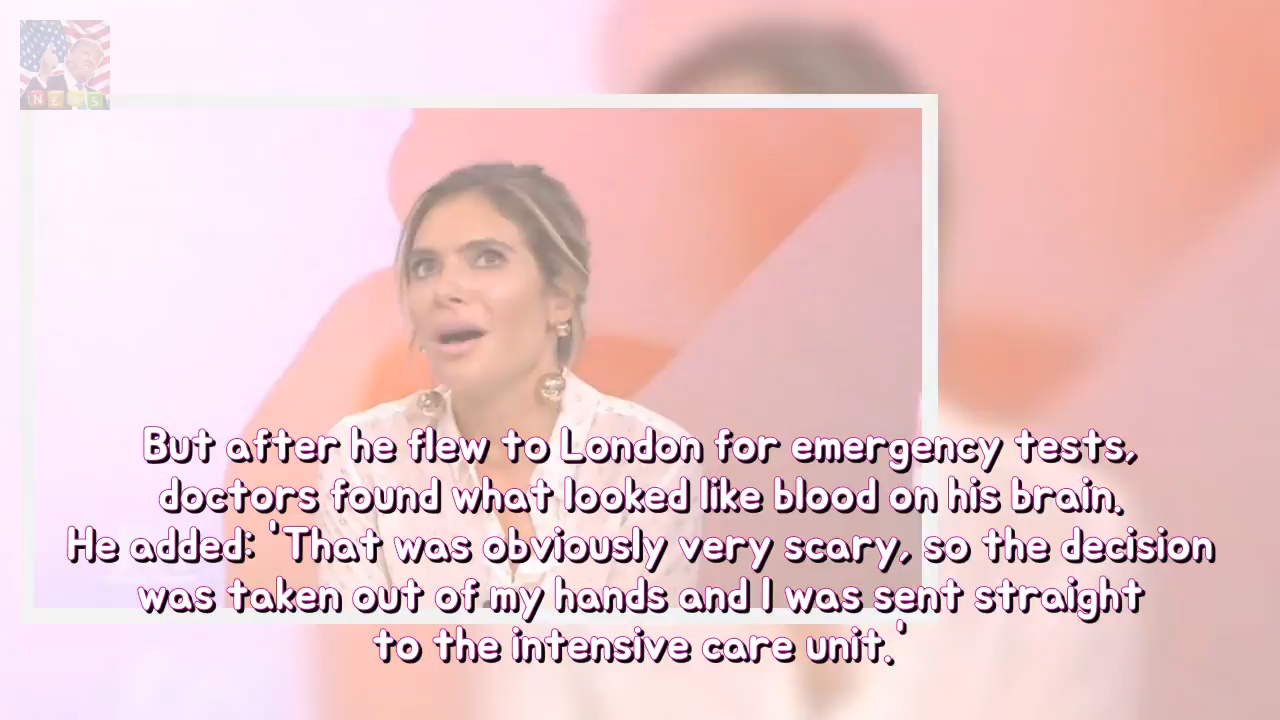 NEWS
But after he flew to London for emergency tests,
doctors found what looked like blood on his brain.
He added: 'That was obviously very scary, so the decision
was taken out of my hands and I was sent straight
to the intensive care unit.'